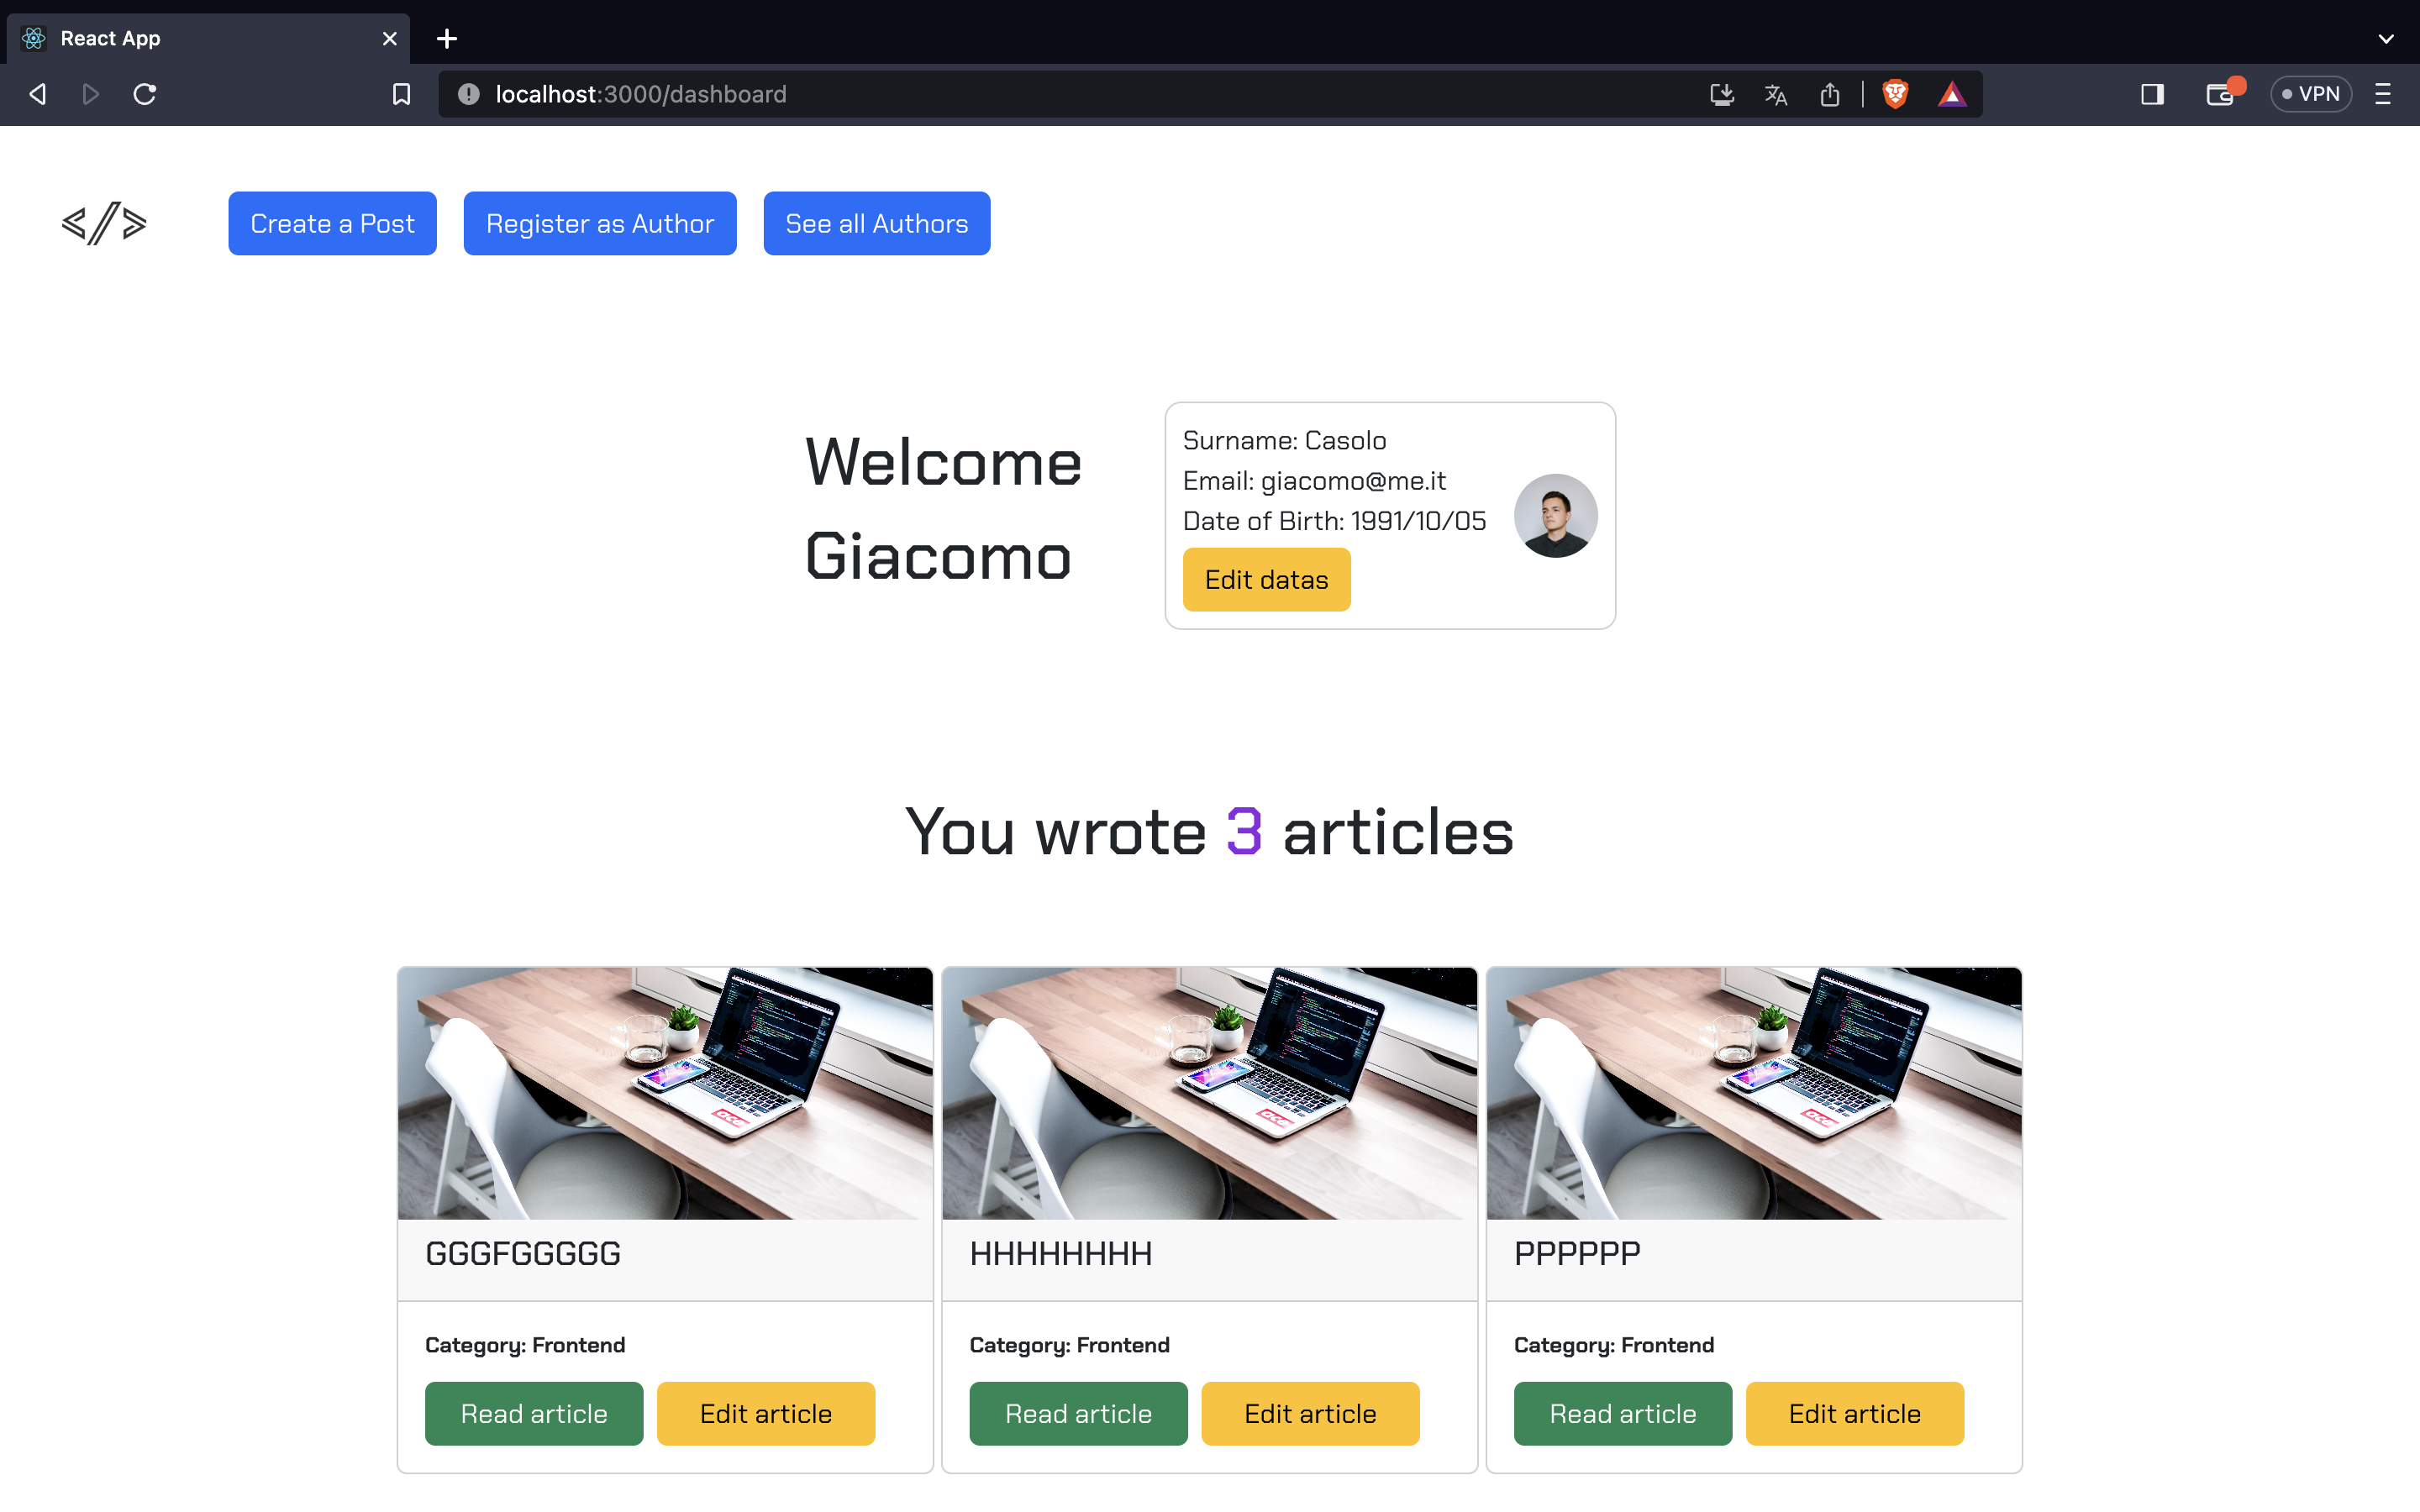 React App
localhost:3000/dashboard
VPN
</>
Create a Post
Register as Author
See all Authors
Welcome
Giacomo
Surname: Casolo
Email: giacomo@me.it
Date of Birth: 1991/10/05
Edit datas
You wrote 3 articles
GGGFGGGGG
Category: Frontend
Read article
Edit article
HHHHHHHH
Category: Frontend
Read article
Edit article
PPPPPP
Category: Frontend
Read article
Edit article